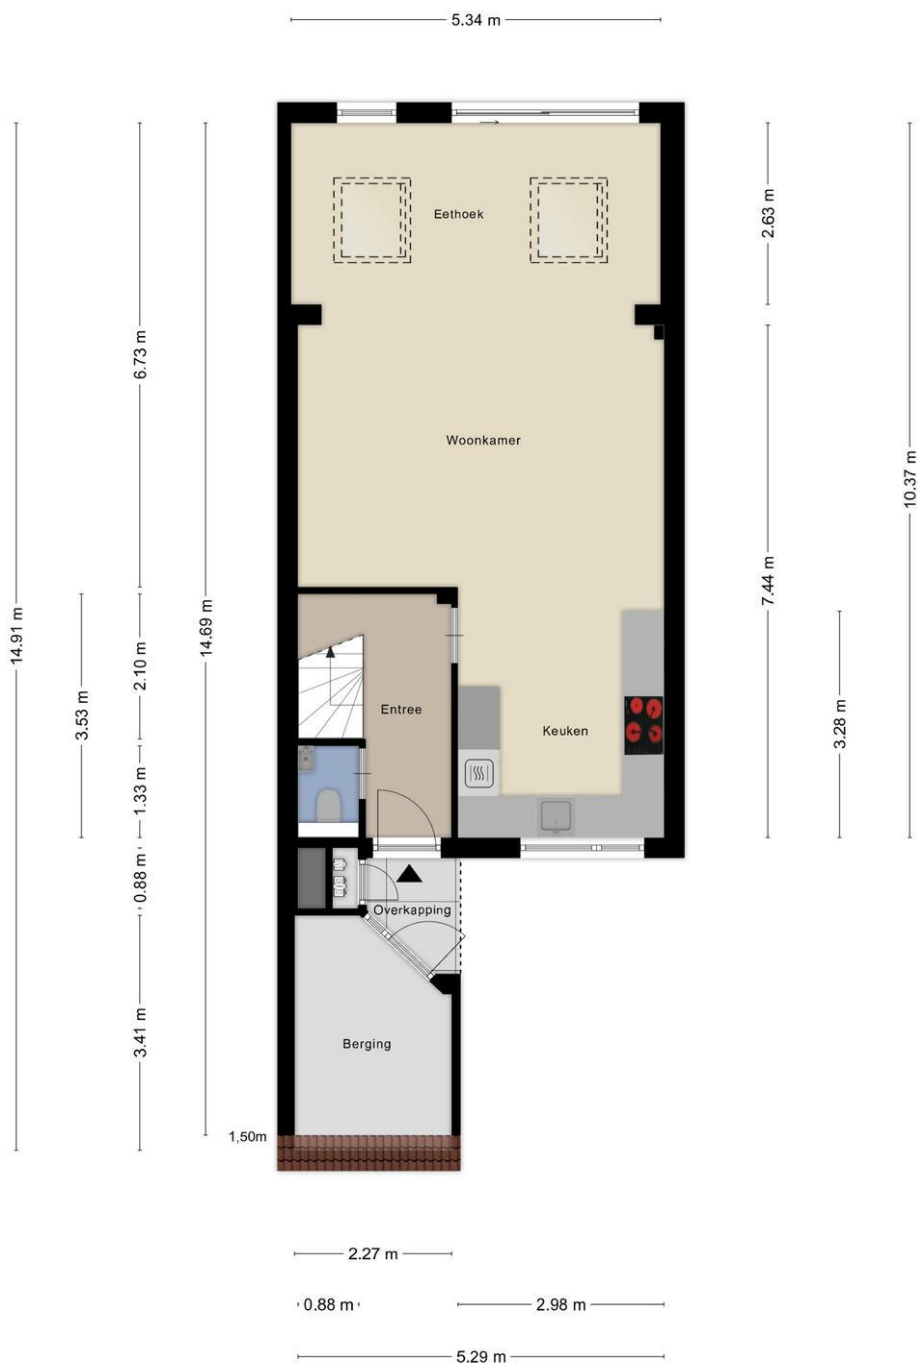 5.34 m
Eethoek
2.63 m
6.73 m
Woonkamer
10.37 m
7.44 m
14.91 m
14.69 m
2.10 m
3.53 m
Entree
Keuken
3.28 m
1.33 m
0.88 m
Overkapping
3.41 m
Berging
1,50m
2.27 m
0.88 m
2.98 m
5.29 m